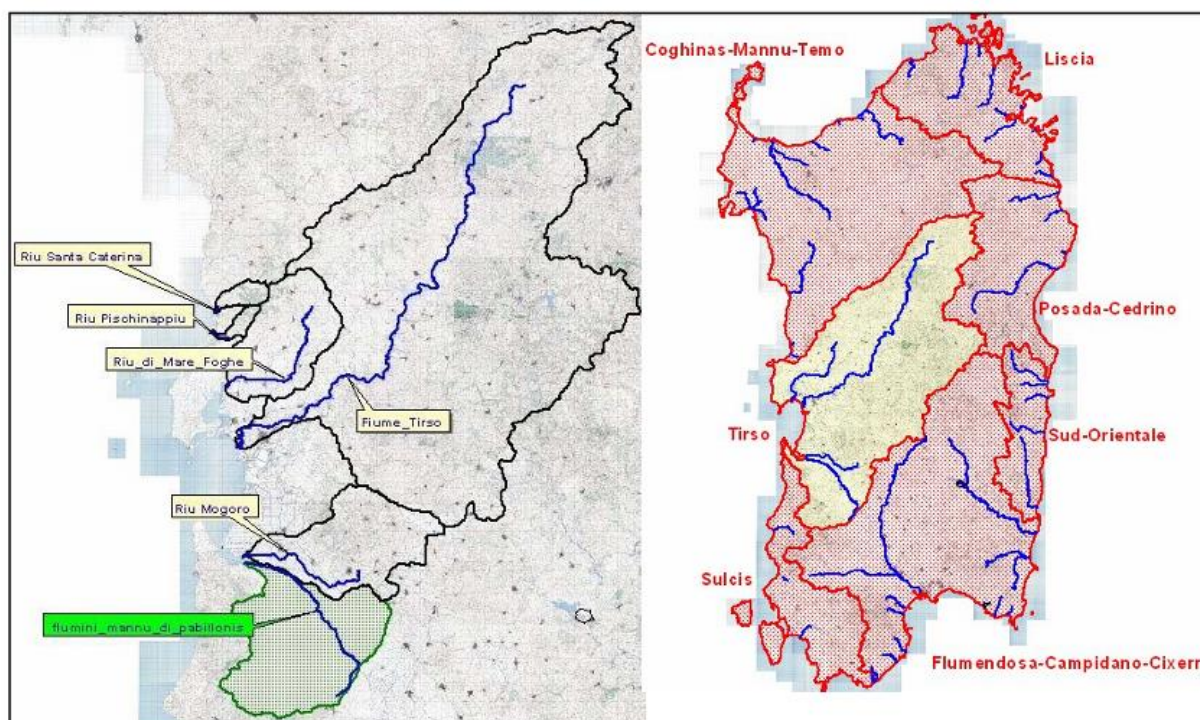 Riu Santa Caterina
Riu Pischinappiu
Riu_di_Mare_Foghe
Fiume_Tirso
Riu Mogoro
flumini_mannu_di_pabillonis
Coghinas-Mannu-Temo
Liscia
Posada-Cedrino
Tirso
Sud-Orientale
Sulcis
Flumendosa-Campidano-Cixerr